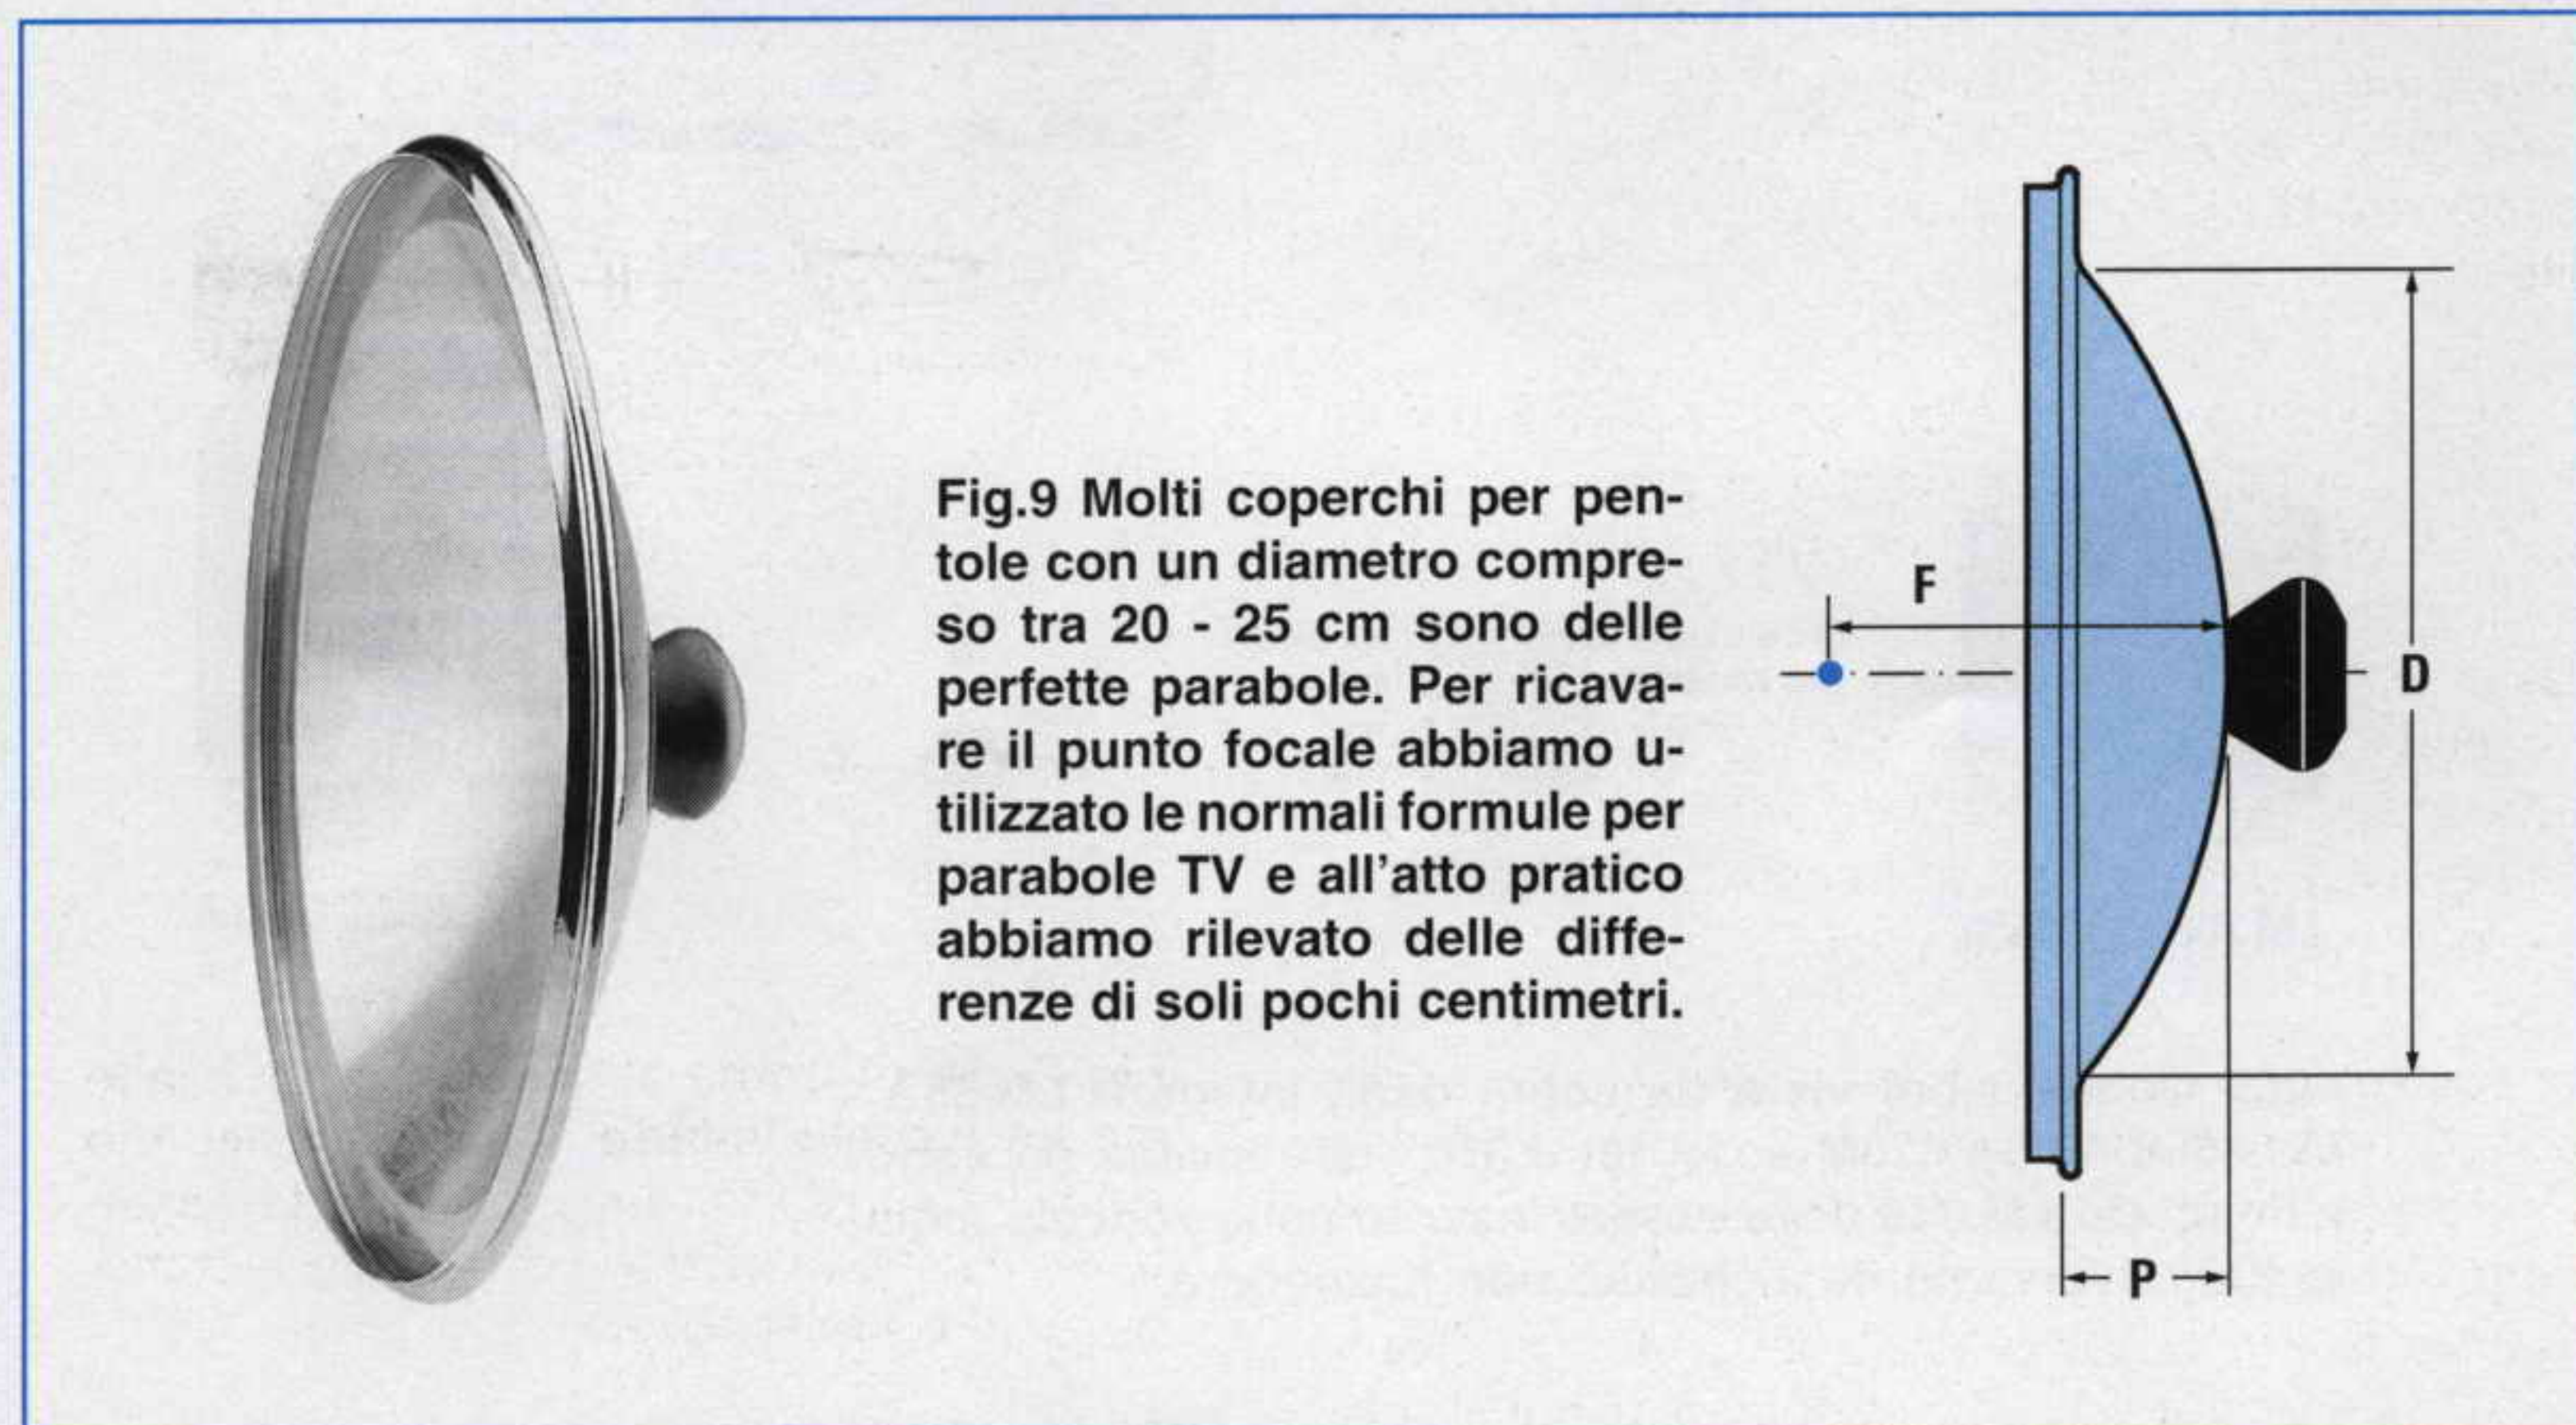 Fig.9 Molti coperchi per pen-
tole con un diametro compre-
so tra 20 - 25 cm sono delle
perfette parabole. Per ricava-
re il punto focale abbiamo u-
tilizzato le normali formule per
parabole TV e all'atto pratico
abbiamo rilevato delle diffe-
renze di soli pochi centimetri.
F
D
P